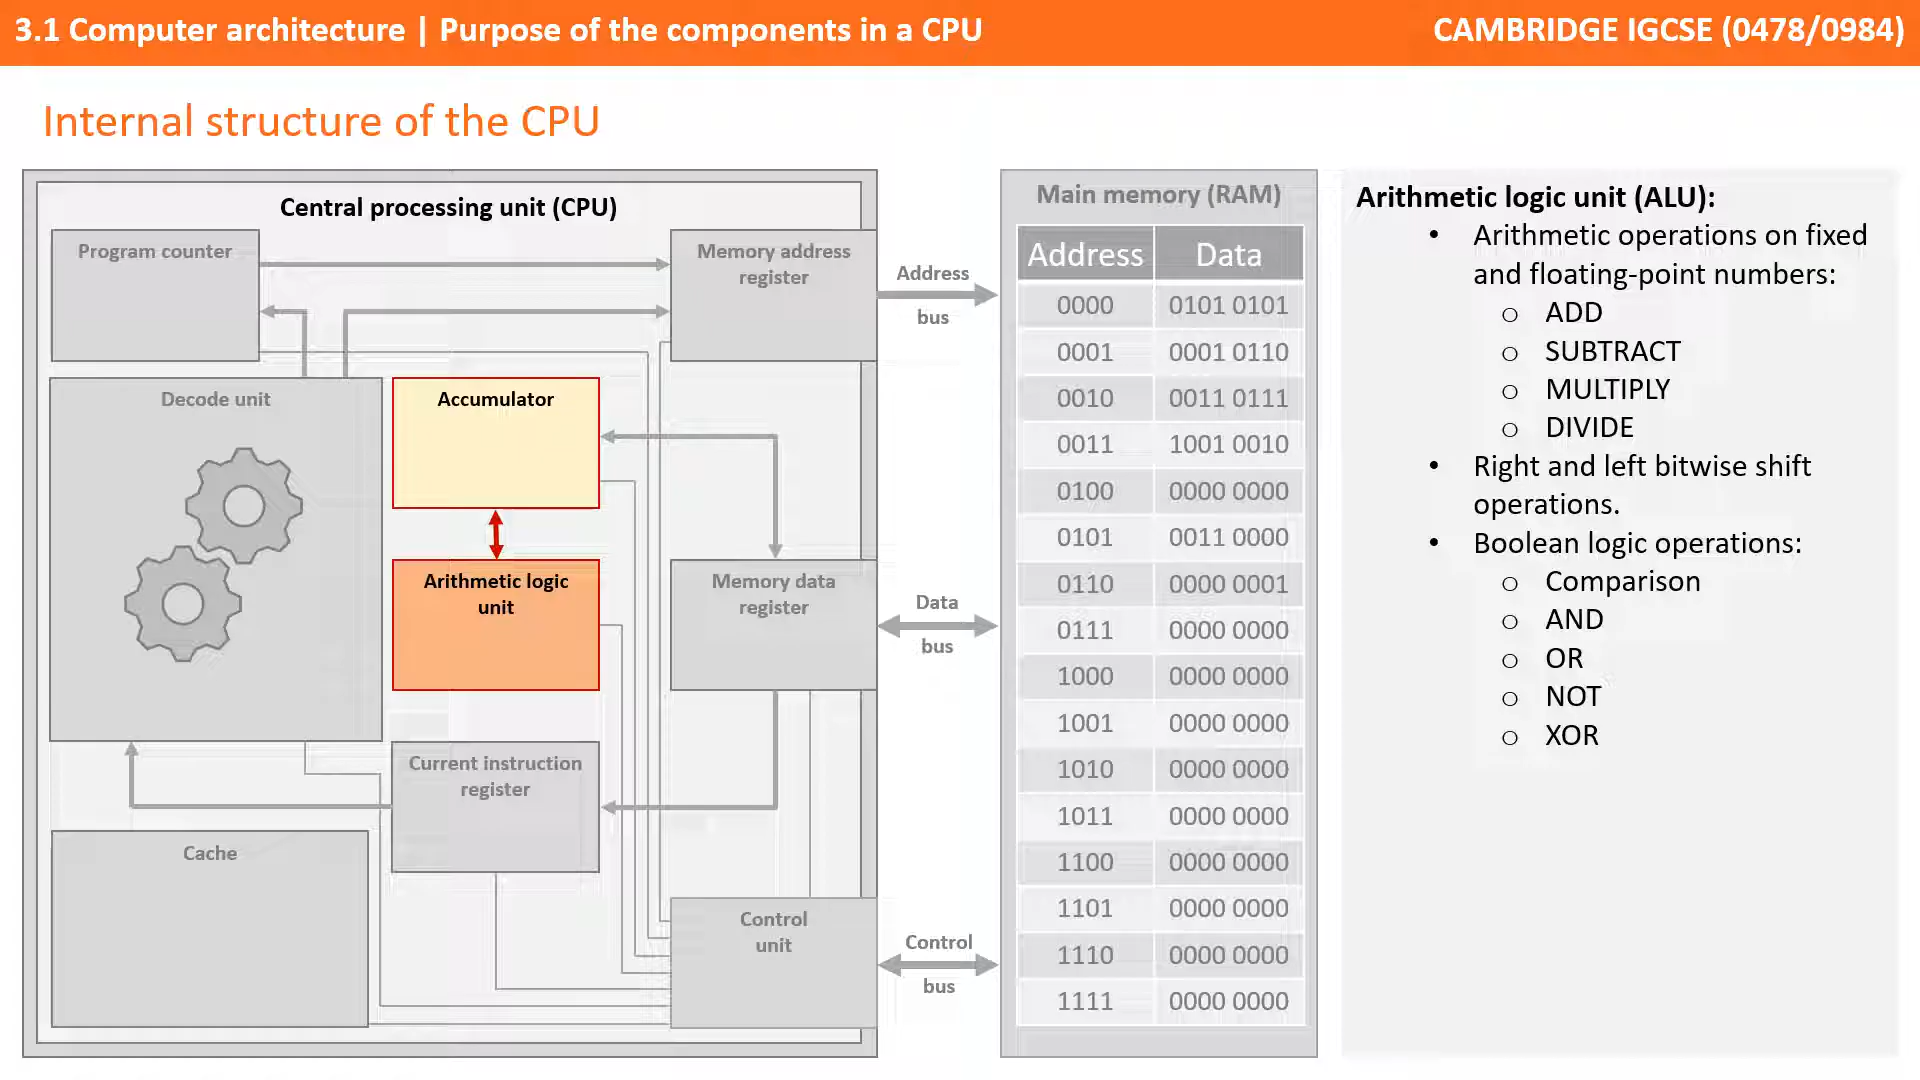 3.1 Computer architecture | Purpose of the components in a CPU
CAMBRIDGE IGCSE (0478/0984)
Internal structure of the CPU
Central processing unit (CPU)
Program counter
Memory address
register
Decode unit
Accumulator
Arithmetic logic
unit
Memory data
register
Current instruction
register
Cache
Control
unit
Address
bus
Data
bus
Control
bus
Main memory (RAM)
Address Data
0000 0101 0101
0001 0001 0110
0010 0011 0111
0011 1001 0010
0100 0000 0000
0101 0011 0000
0110 0000 0001
0111 0000 0000
1000 0000 0000
1001 0000 0000
1010 0000 0000
1011 0000 0000
1100 0000 0000
1101 0000 0000
1110 0000 0000
1111 0000 0000
Arithmetic logic unit (ALU):
• Arithmetic operations on fixed
and floating-point numbers:
o ADD
o SUBTRACT
o MULTIPLY
o DIVIDE
• Right and left bitwise shift
operations.
• Boolean logic operations:
o Comparison
o AND
o OR
o NOT
o XOR